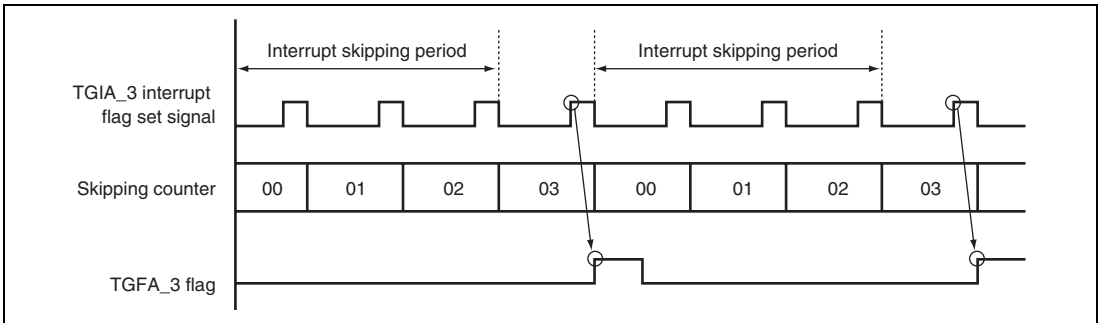 Interrupt skipping period Interrupt skipping period
TGIA_3 interrupt
flag set signal
Skipping counter 00 01 02 03 00 01 02 03
TGFA_3 flag